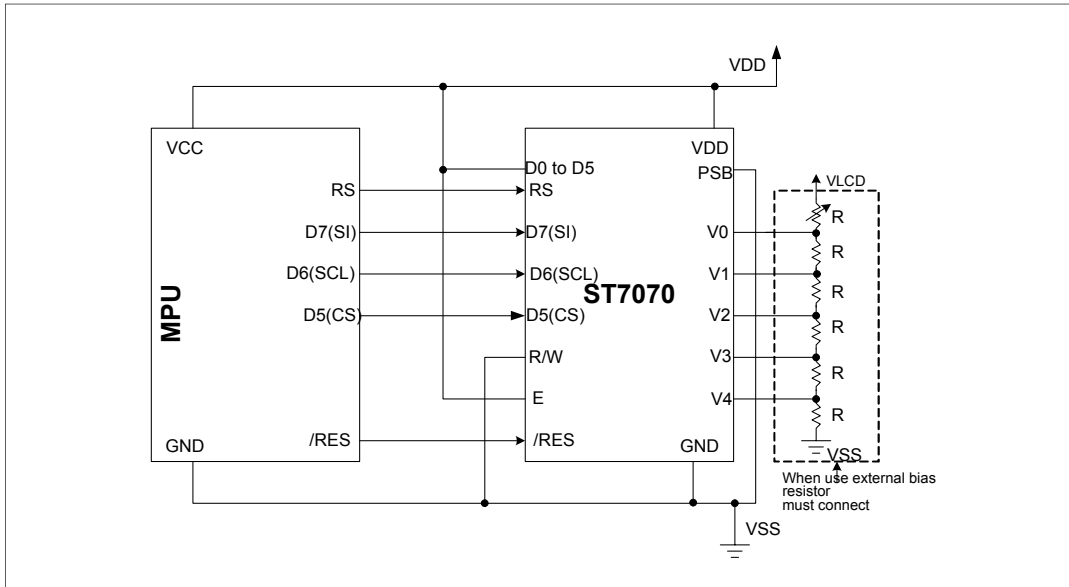 VDD
VCC
VDD
D0 to D5
PSB
RS
RS
VLCD
R
D7(SI)
D7(SI)
V0
R
D6(SCL)
D6(SCL)
V1
MPU
ST7070
R
D5(CS)
D5(CS)
V2
R
R/W
V3
R
E
V4
R
GND
/RES
/RES
GND
VSS
When use external bias
resistor
must connect
VSS